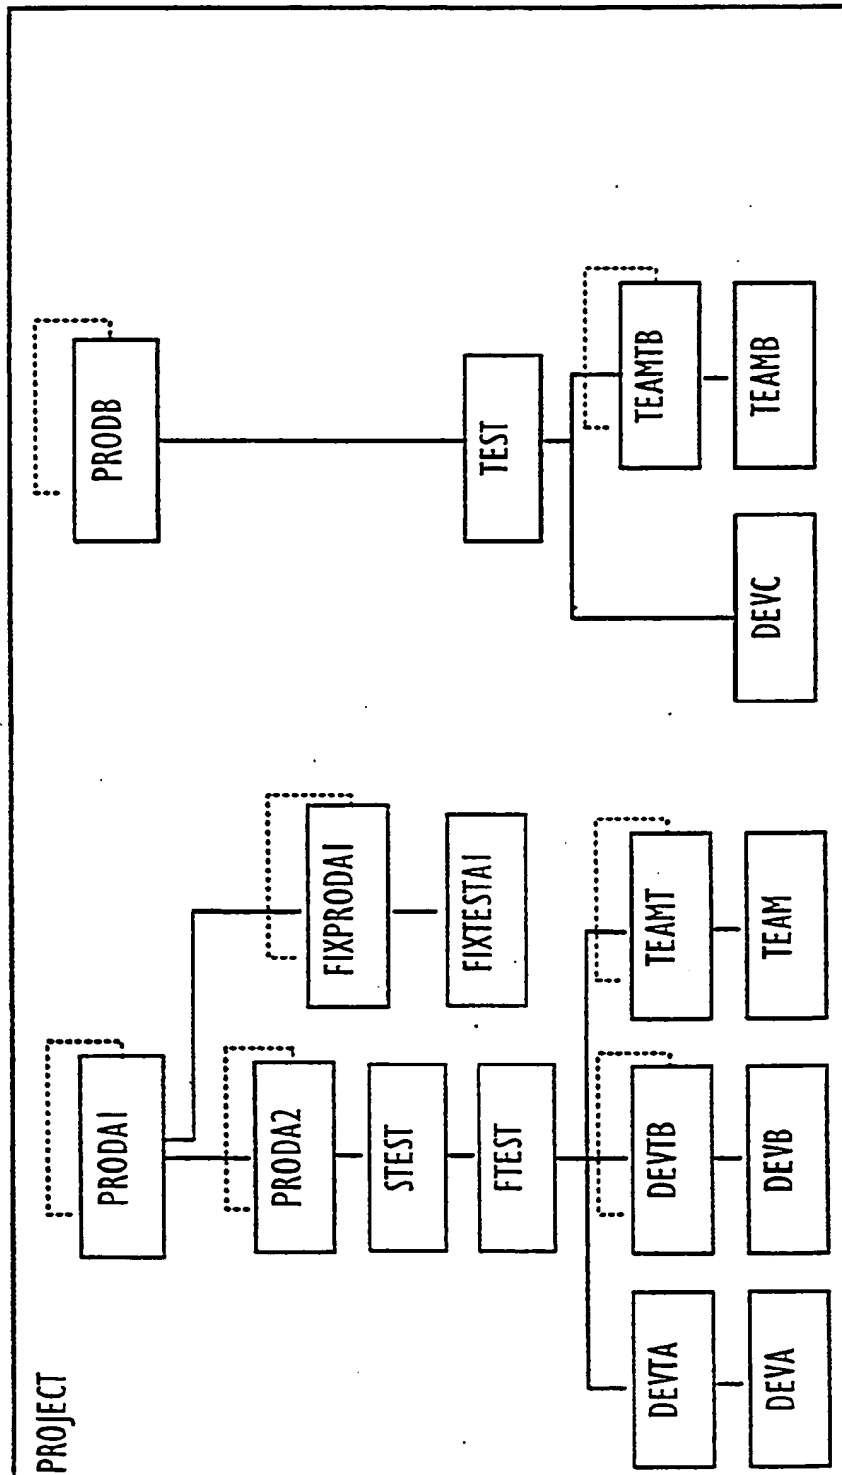 PROJECT
PRODA1
PRODB
PRODA2
FIXPRODA1
STEST
FIXTESTA1
FTEST
TEST
DEVTA
DEVTB
TEAMT
TEAMTB
DEVA
DEVB
TEAM
DEVC
TEAMB